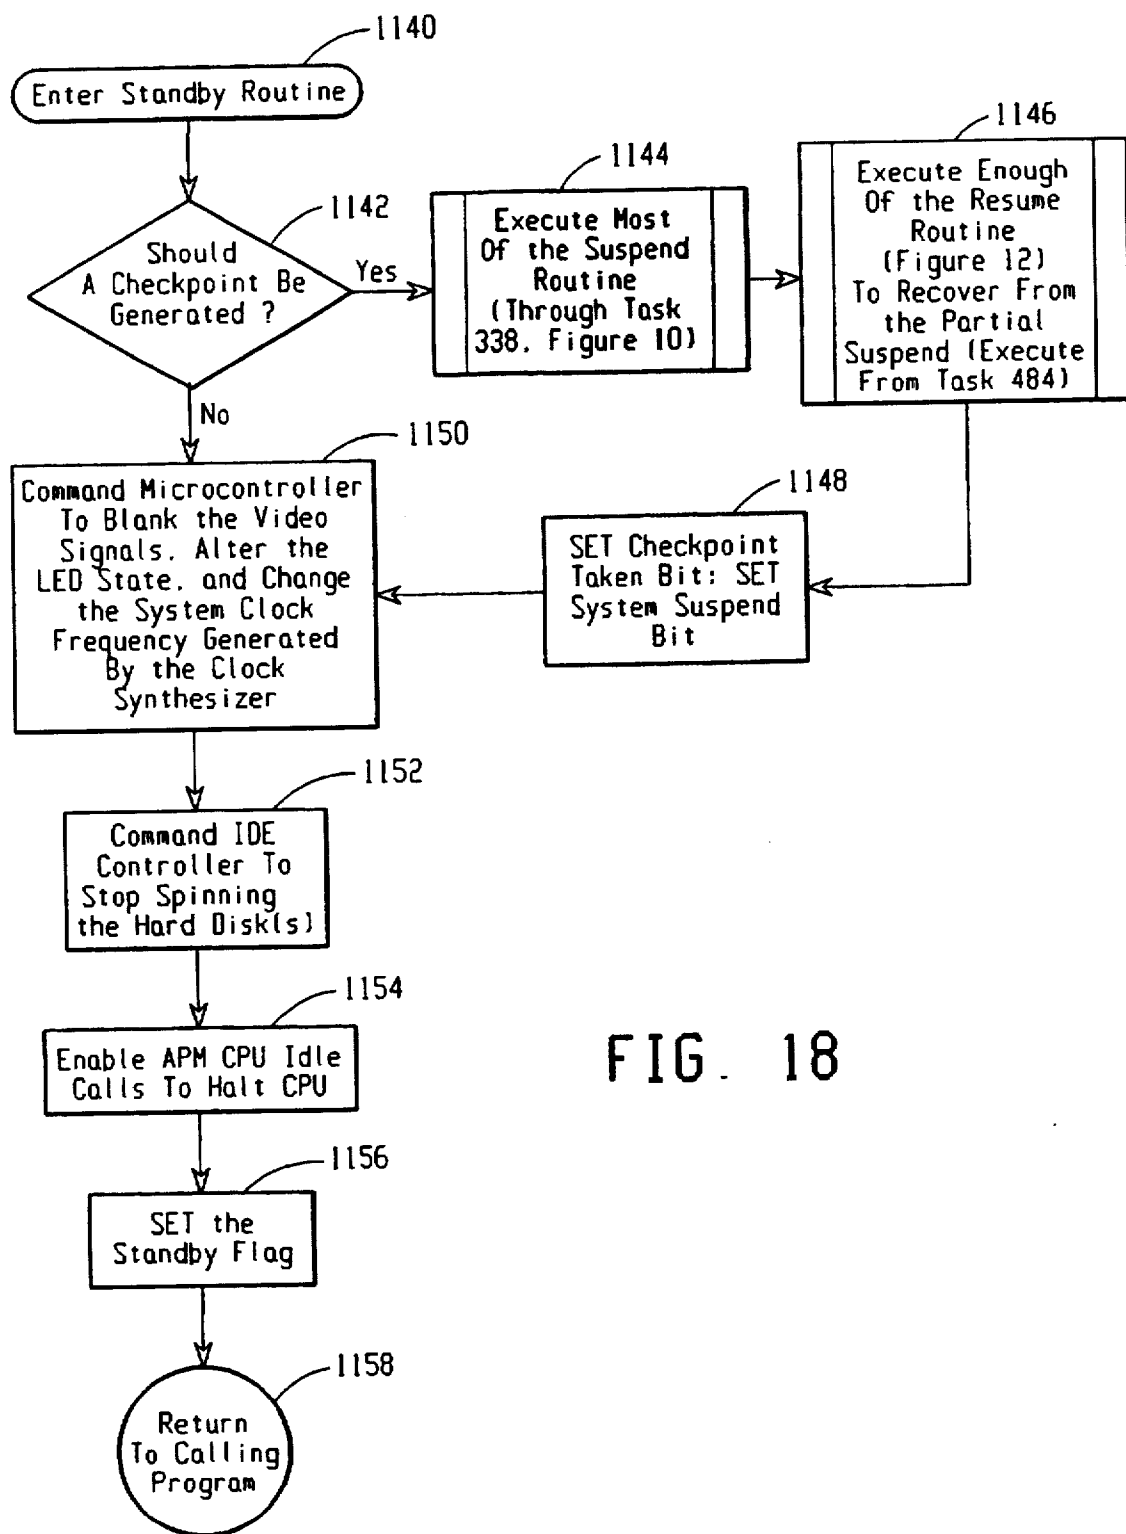 1140
Enter Standby Routine
1142
Should
A Checkpoint Be
Generated ?
Yes
No
1144
Execute Most
Of the Suspend
Routine
(Through Task
338, Figure 10)
1146
Execute Enough
Of the Resume
Routine
(Figure 12)
To Recover From
the Partial
Suspend (Execute
From Task 484)
1148
SET Checkpoint
Taken Bit: SET
System Suspend
Bit
1150
Command Microcontroller
To Blank the Video
Signals, Alter the
LED State, and Change
the System Clock
Frequency Generated
By the Clock
Synthesizer
1152
Command IDE
Controller To
Stop Spinning
the Hard Disk(s)
1154
Enable APM CPU Idle
Calls To Halt CPU
1156
SET the
Standby Flag
1158
Return
To Calling
Program
FIG. 18